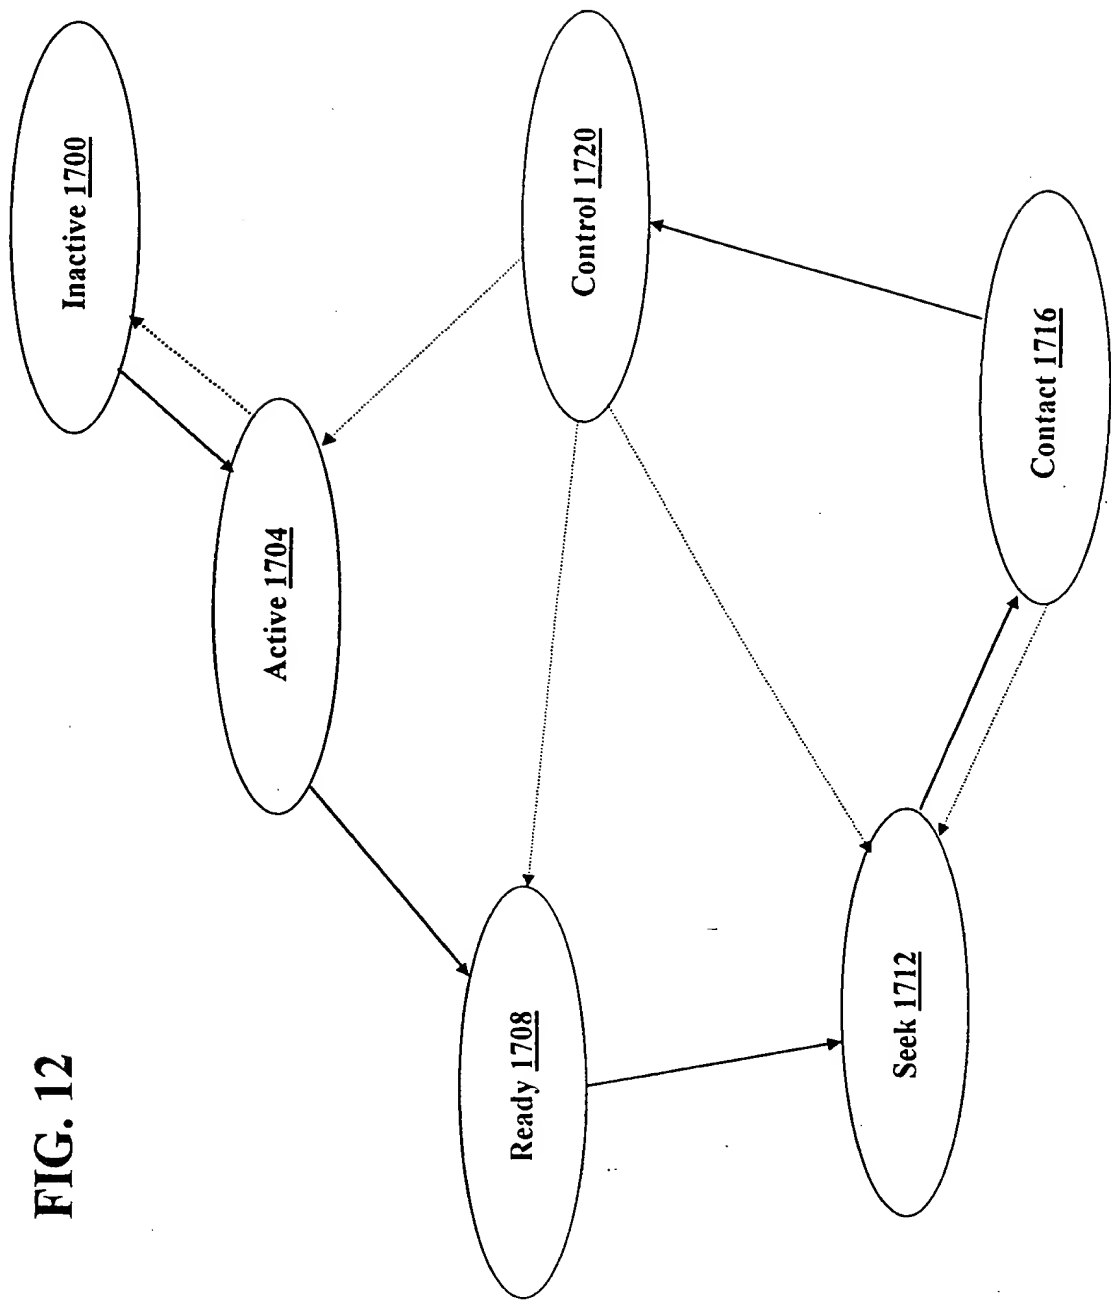 FIG. 12
Inactive 1700
Active 1704
Ready 1708
Control 1720
Seek 1712
Contact 1716